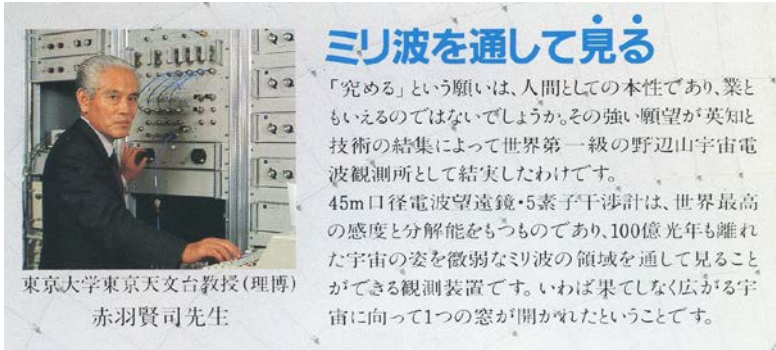 ミリ波を通して見る
「究める」という願いは、人間としての本性であり、業と
もいえるのではないでしょうか。その強い願望が英知と
技術の結集によって世界第一級の野辺山宇宙電
波観測所として結実したわけです。
45m口径電波望遠鏡・5素子干渉計は、世界最高
の感度と分解能をもつものであり、100億光年も離れ
た宇宙の姿を微弱なミリ波の領域を通して見ること
ができる観測装置です。いわば果てしなく広がる宇
宙に向って1つの窓が開かれたということです。
東京大学東京天文台教授(理博)
赤羽賢司先生